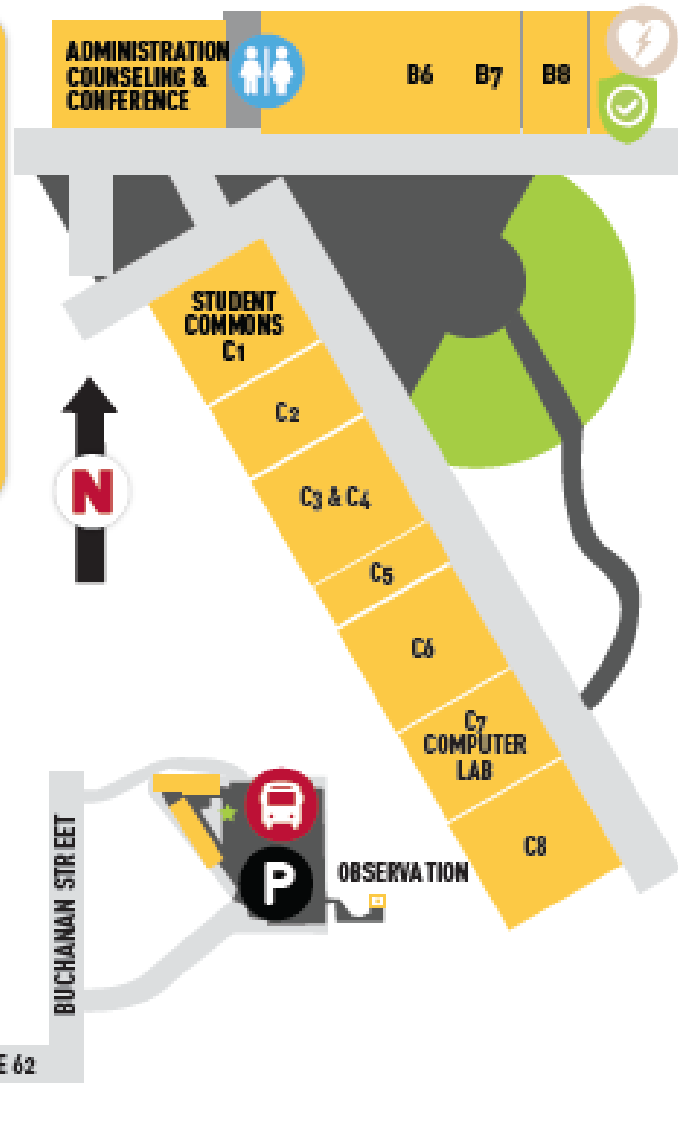 ADMINISTRATION
COUNSELING &
CONFERENCE
B6 B7 B8
STUDENT
COMMONS
C1
C2
N
C3 & C4
C5
C6
C7
COMPUTER
LAB
C8
P
OBSERVATION
BUCHANAN STREET
E 62